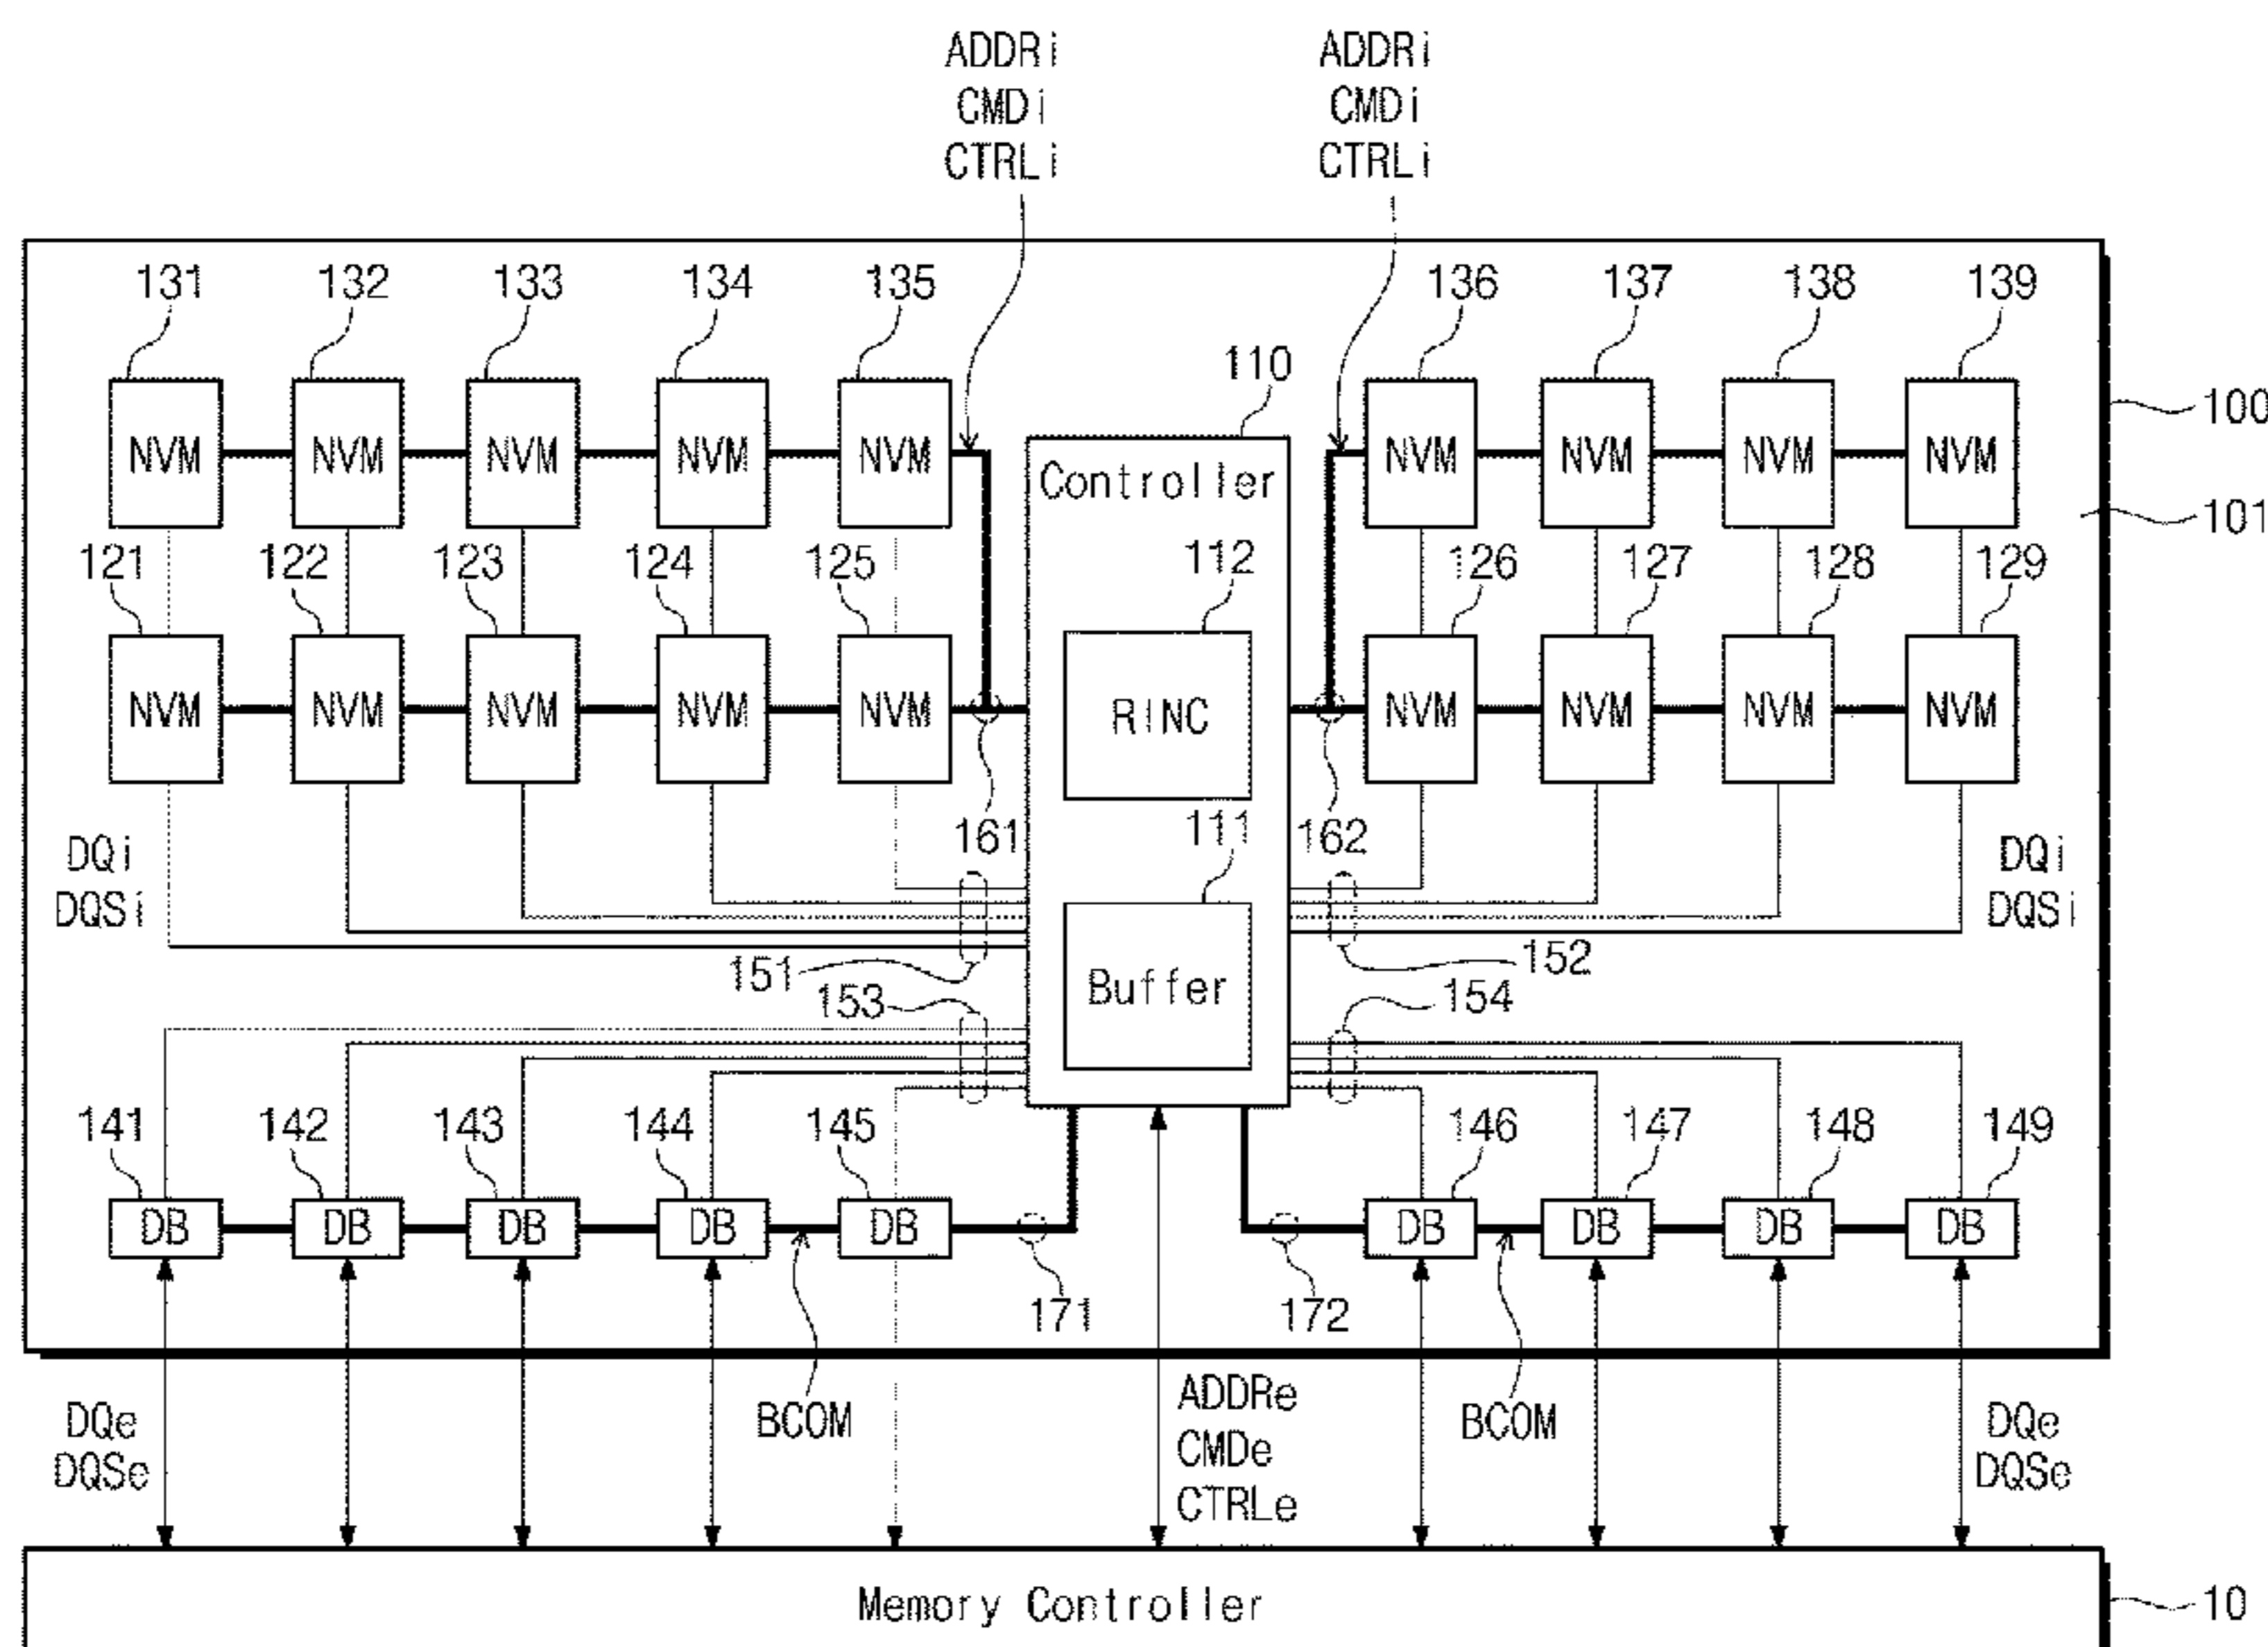 ADDRi ADDRi
CMDi CMDi
CTRLi CTRLi
131 132 133 134 135 136 137 138 139
110
100
NVM NVM NVM NVM NVM Controller NVM NVM NVM NVM
101
121 122 123 124 125 112 126 127 128 129
NVM NVM NVM NVM NVM RINC NVM NVM NVM NVM
161 111 162
DQi DQi
DQSi DQSi
151 152
153 Buffer 154
141 142 143 144 145 146 147 148 149
DB DB DB DB DB DB DB DB DB
171 172
DQe BCOM ADDRe BCOM DQe
DQSe CMDe DQSe
CTRLe
Memory Controller 10